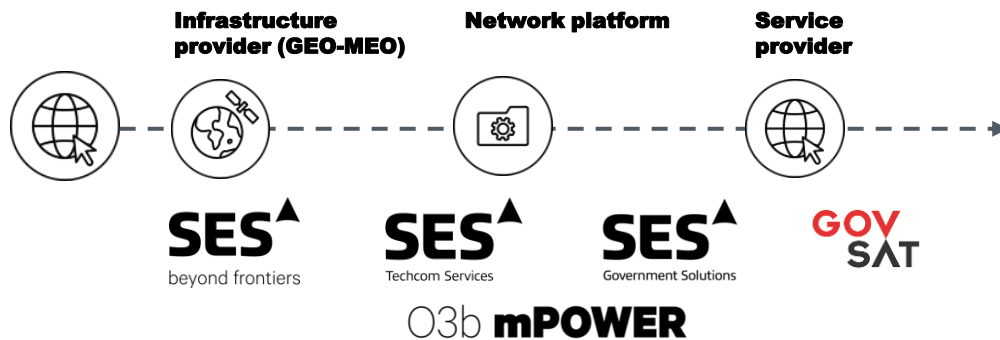 Infrastructure
provider (GEO-MEO)
Network platform
Service
provider
SES
beyond frontiers
SES
Techcom Services
SES
Government Solutions
GOV
SAT
O3b mPOWER